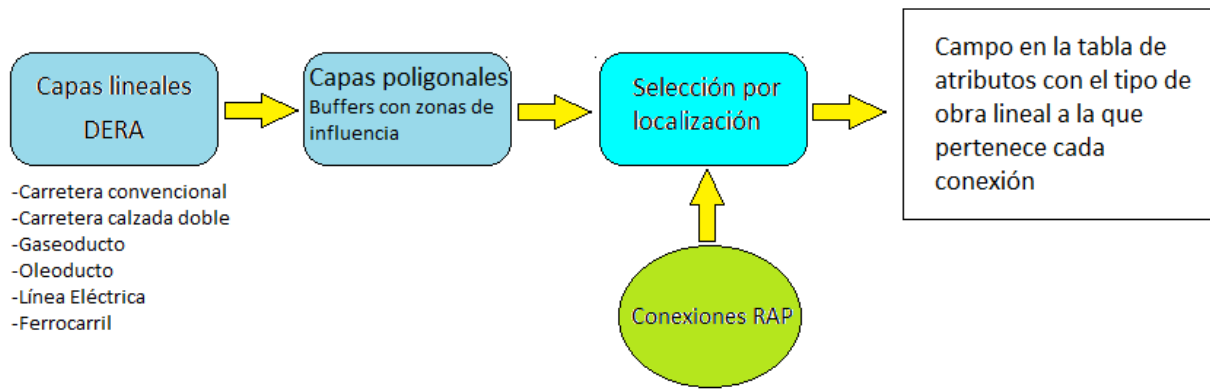 Capas lineales
DERA
-Carretera convencional
-Carretera calzada doble
-Gaseoducto
-Oleoducto
-Línea Eléctrica
-Ferrocarril
Capas poligonales
Buffers con zonas de
influencia
Selección por
localización
Conexiones RAP
Campo en la tabla de
atributos con el tipo de
obra lineal a la que
pertenece cada
conexión